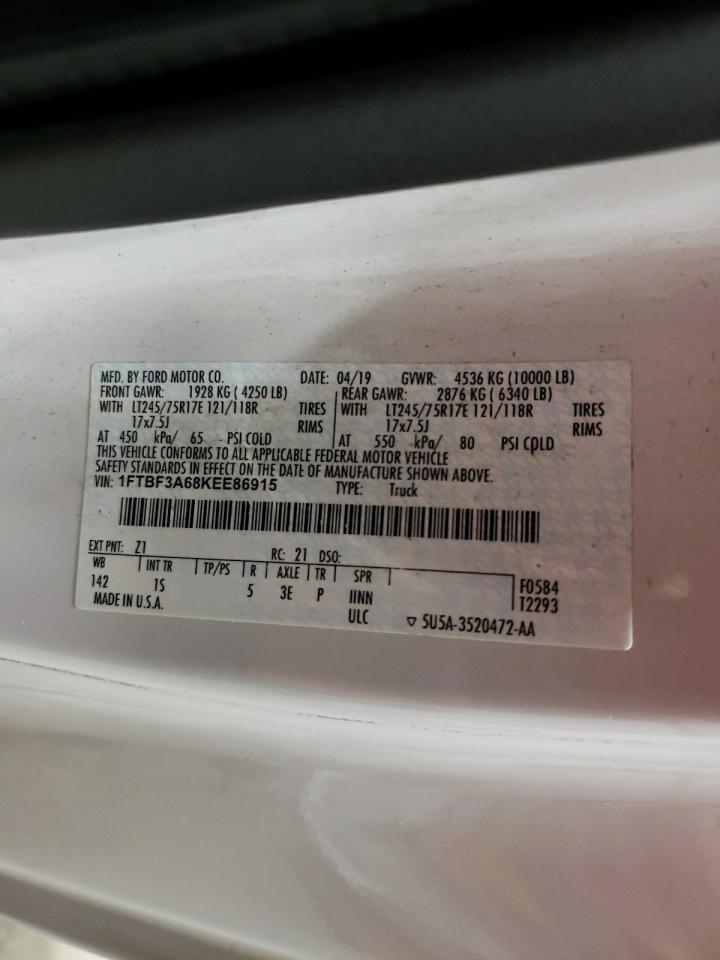 MFD. BY FORD MOTOR CO. DATE: 04/19 GVWR: 4536 KG (10000 LB)
FRONT GAWR: 1928 KG ( 4250 LB) REAR GAWR: 2876 KG ( 6340 LB)
WITH LT245/75R17E 121/118R TIRES WITH LT245/75R17E 121/118R TIRES
17x7.5J RIMS 17x7.5J RIMS
AT 450 kPa/ 65 PSI COLD AT 550 kPa/ 80 PSI COLD
THIS VEHICLE CONFORMS TO ALL APPLICABLE FEDERAL MOTOR VEHICLE
SAFETY STANDARDS IN EFFECT ON THE DATE OF MANUFACTURE SHOWN ABOVE.
VIN: 1FTBF3A68KEE86915 TYPE: Truck
EXT PNT: Z1 RC: 21 DSO:
WB INT TR TP/PS R AXLE TR SPR F0584
142 1S 5 3E P IINN T2293
MADE IN U.S.A. ULC ▽ 5U5A-3520472-AA